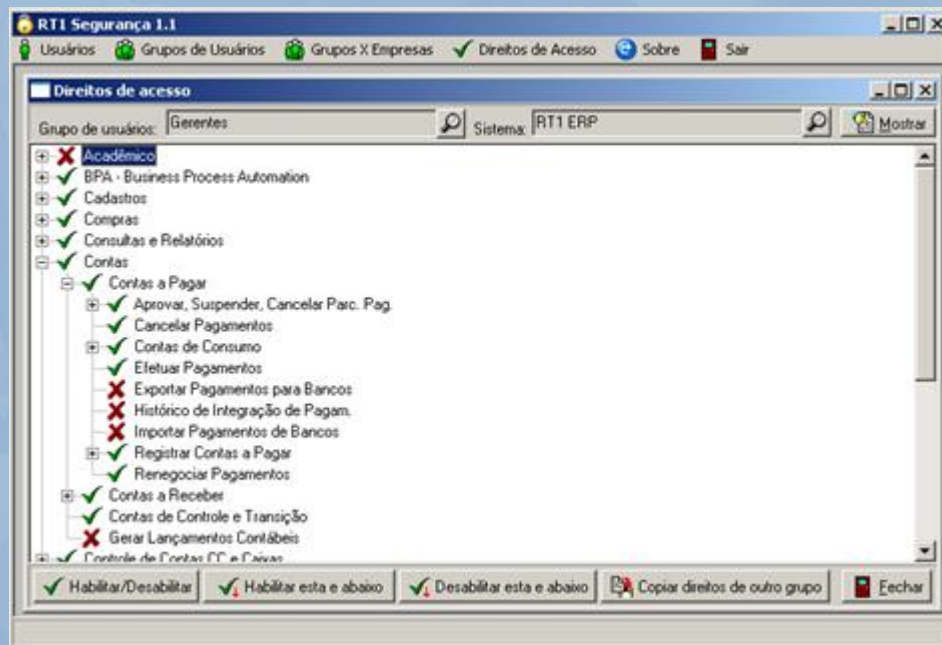 RT1 Segurança 1.1
Usuários Grupos de Usuários Grupos X Empresas Direitos de Acesso Sobre Sair
Direitos de acesso
Grupo de usuários: Gerentes Sistema: RT1 ERP Mostrar
Acadêmico
BPA - Business Process Automation
Cadastros
Compras
Consultas e Relatórios
Contas
Contas a Pagar
Aprovar, Suspender, Cancelar Parc. Pag.
Cancelar Pagamentos
Contas de Consumo
Efetuar Pagamentos
Exportar Pagamentos para Bancos
Histórico de Integração de Pagam.
Importar Pagamentos de Bancos
Registrar Contas a Pagar
Renegociar Pagamentos
Contas a Receber
Contas de Controle e Transição
Gerar Lançamentos Contábeis
Controle de Contas CC e Caixas
Habilitar/Desabilitar Habilitar esta e abaixo Desabilitar esta e abaixo Copiar direitos de outro grupo Fechar